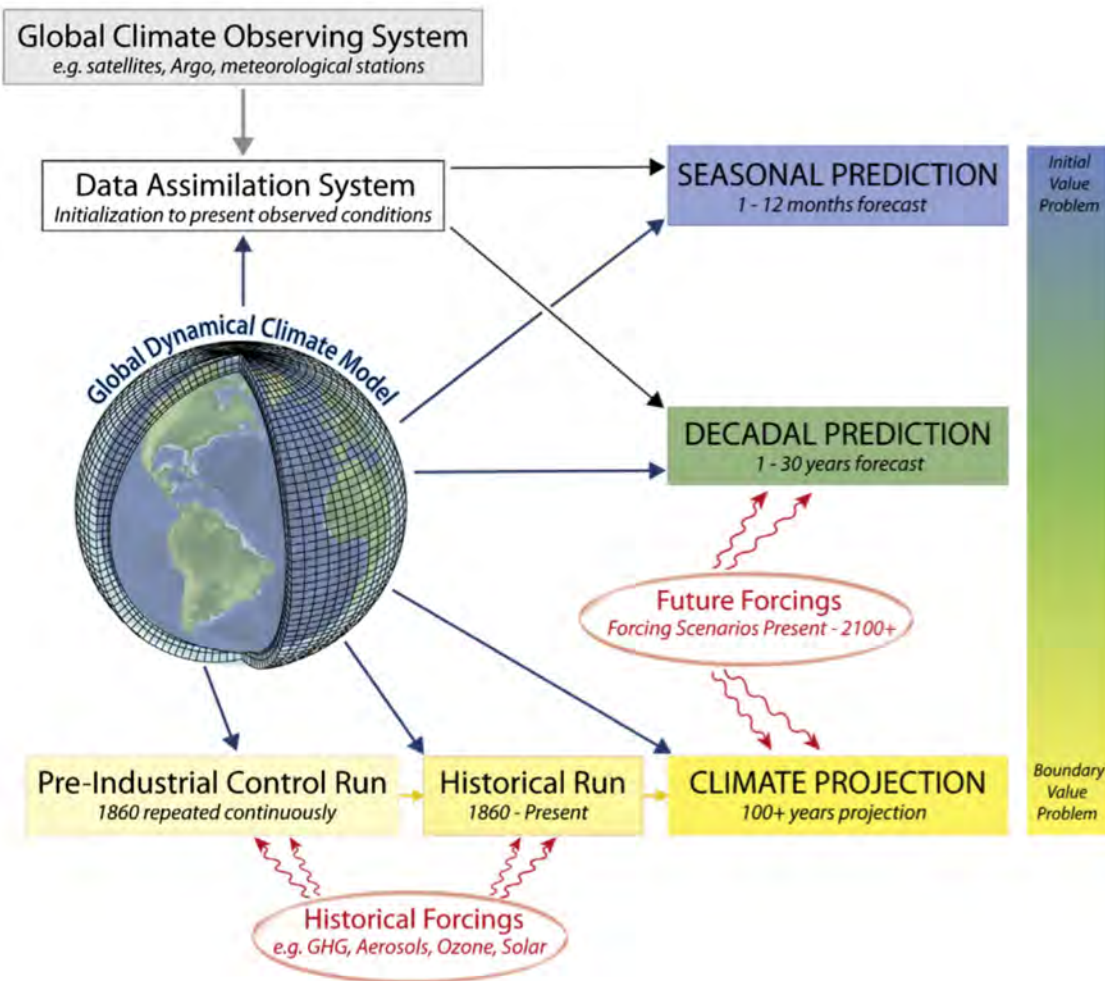 Global Climate Observing System
e.g. satellites, Argo, meteorological stations
Data Assimilation System
Initialization to present observed conditions
SEASONAL PREDICTION
1 - 12 months forecast
Initial
Value
Problem
Global Dynamical Climate Model
DECADAL PREDICTION
1 - 30 years forecast
Future Forcings
Forcing Scenarios Present - 2100+
Pre-Industrial Control Run
1860 repeated continuously
Historical Run
1860 - Present
CLIMATE PROJECTION
100+ years projection
Boundary
Value
Problem
Historical Forcings
e.g. GHG, Aerosols, Ozone, Solar